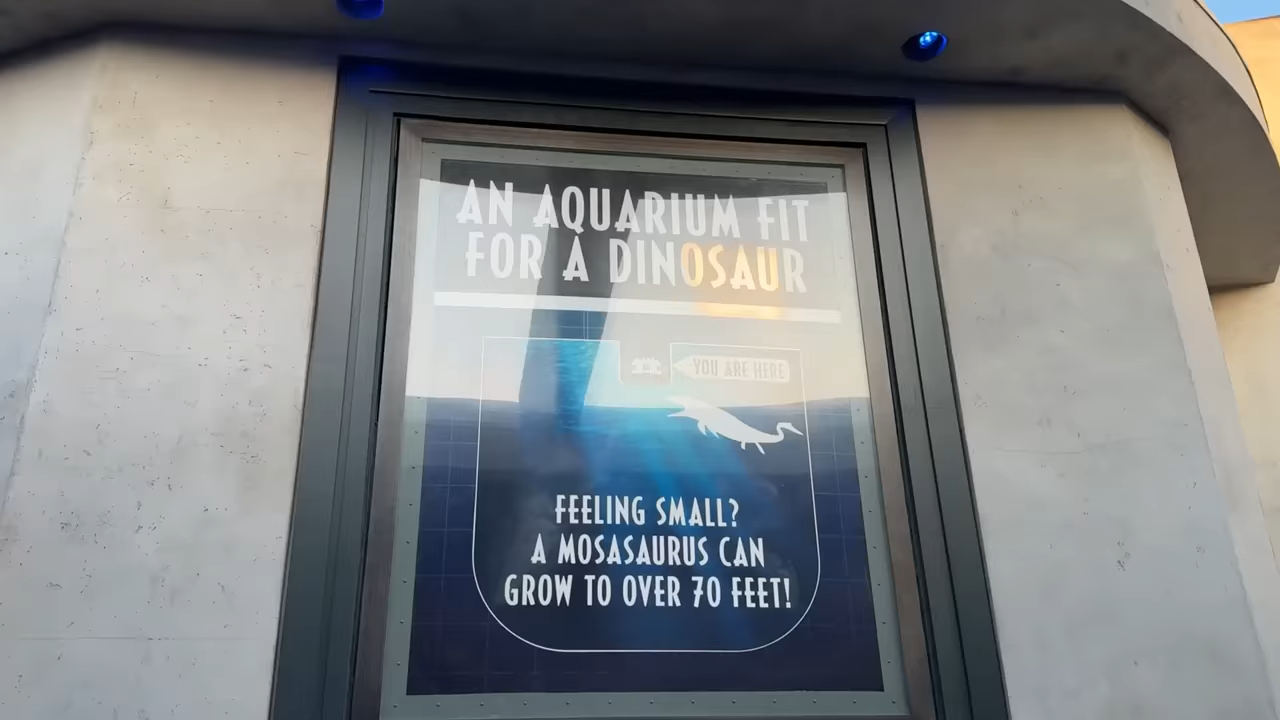 AN AQUARIUM FIT
FOR A DINOSAUR
YOU ARE HERE
FEELING SMALL?
A MOSASAURUS CAN
GROW TO OVER 70 FEET!